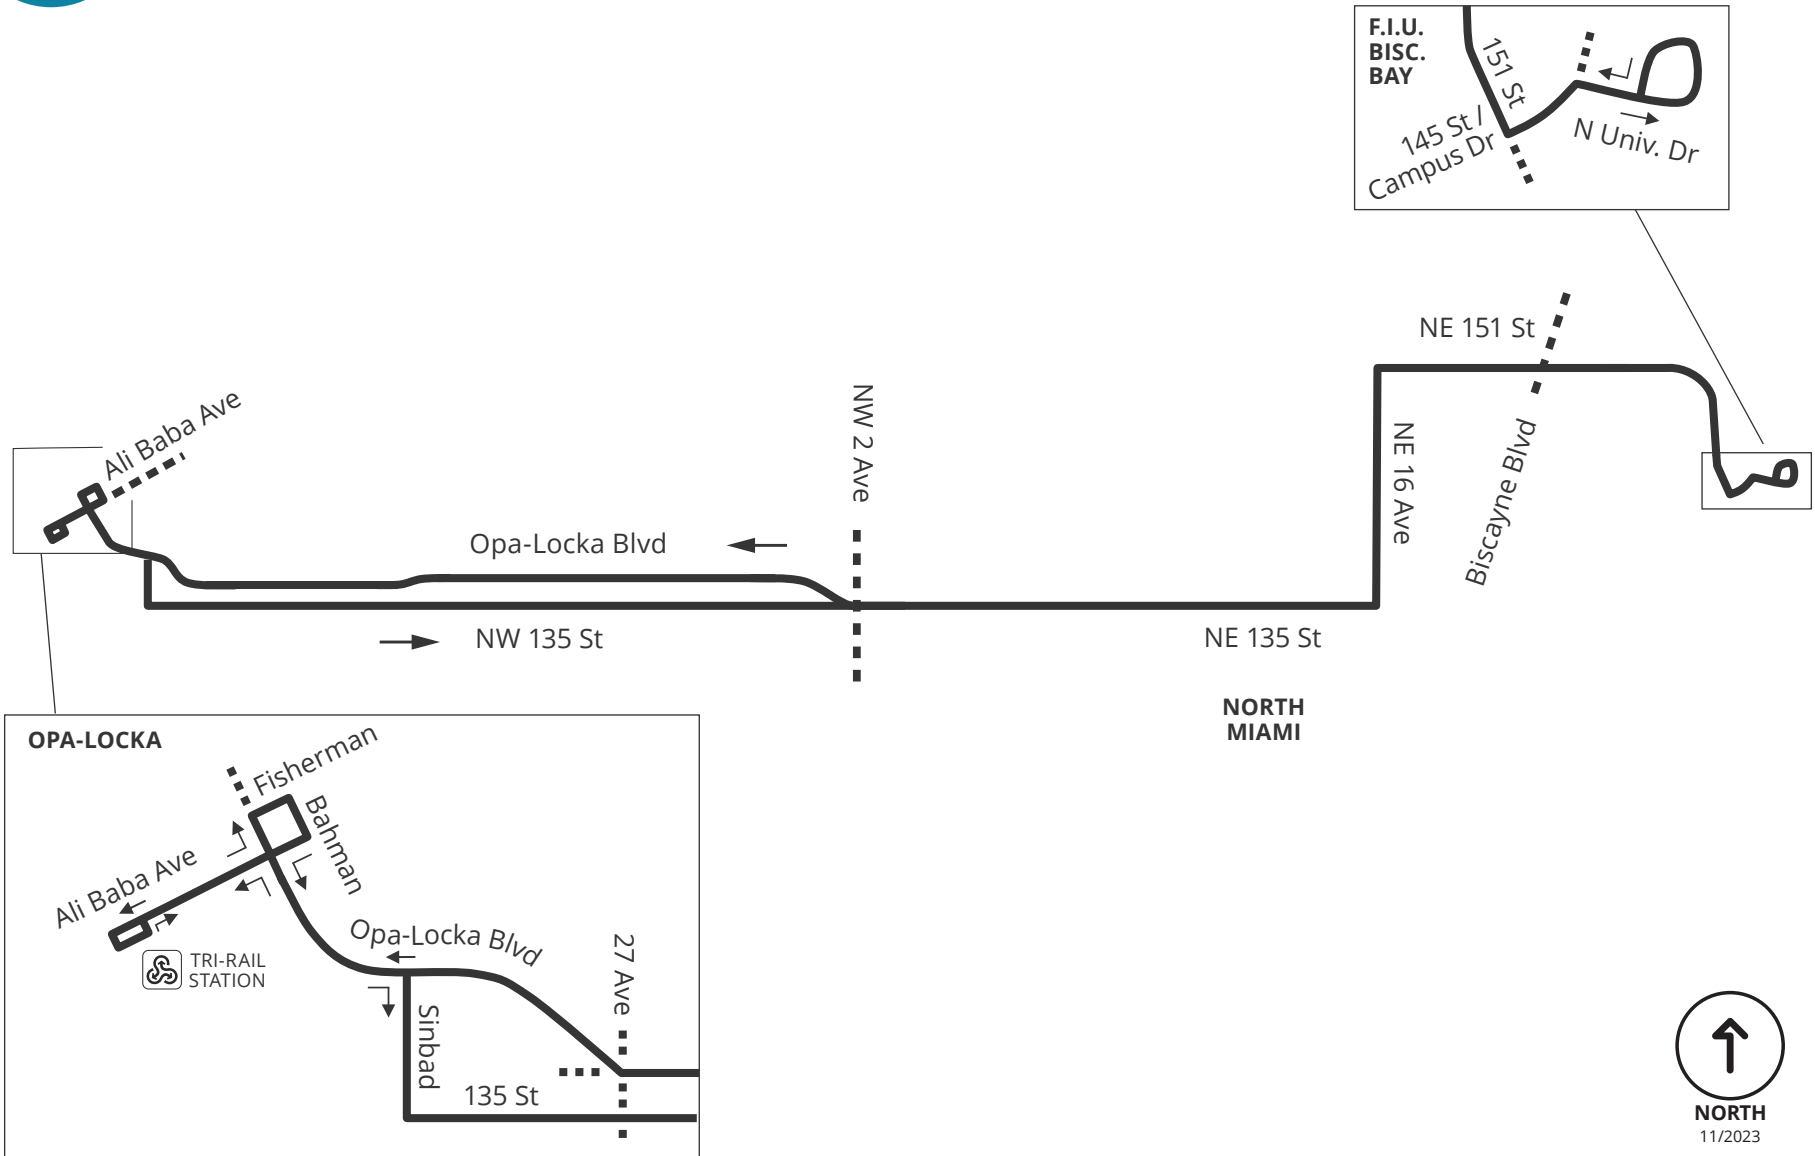 F.I.U.
BISC.
BAY
151 St
145 St /
Campus Dr
N Univ. Dr
NE 151 St
Biscayne Blvd
NE 16 Ave
NW 2 Ave
Ali Baba Ave
Opa-Locka Blvd
NW 135 St
NE 135 St
NORTH
MIAMI
OPA-LOCKA
Fisherman
Bahman
Ali Baba Ave
TRI-RAIL
STATION
Opa-Locka Blvd
27 Ave
Sinbad
135 St
NORTH
11/2023